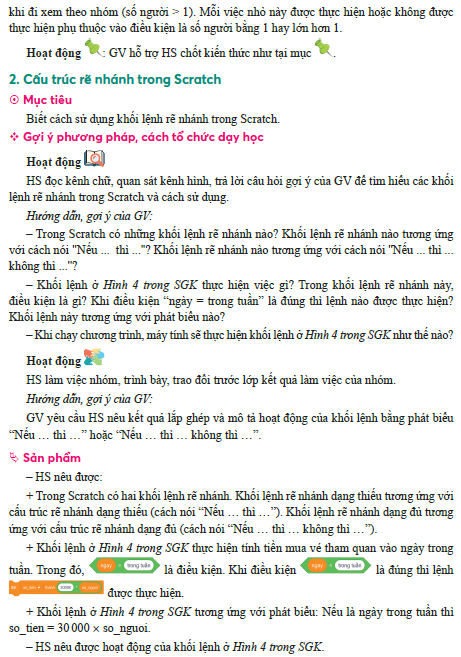 khi đi xem theo nhóm (số người > 1). Mỗi việc nhỏ này được thực hiện hoặc không được
thực hiện phụ thuộc vào điều kiện là số người bằng 1 hay lớn hơn 1.
Hoạt động : GV hỗ trợ HS chốt kiến thức như tại mục .
2. Cấu trúc rẽ nhánh trong Scratch
Mục tiêu
Biết cách sử dụng khối lệnh rẽ nhánh trong Scratch.
Gợi ý phương pháp, cách tổ chức dạy học
Hoạt động
HS đọc kênh chữ, quan sát kênh hình, trả lời câu hỏi gợi ý của GV để tìm hiểu các khối
lệnh rẽ nhánh trong Scratch và cách sử dụng.
Hướng dẫn, gợi ý của GV:
– Trong Scratch có những khối lệnh rẽ nhánh nào? Khối lệnh rẽ nhánh nào tương ứng
với cách nói "Nếu ... thì ..."? Khối lệnh rẽ nhánh nào tương ứng với cách nói "Nếu ... thì ...
không thì ..."?
– Khối lệnh ở Hình 4 trong SGK thực hiện việc gì? Trong khối lệnh rẽ nhánh này,
điều kiện là gì? Khi điều kiện “ngày = trong tuần” là đúng thì lệnh nào được thực hiện?
Khối lệnh này tương ứng với phát biểu nào?
– Khi chạy chương trình, máy tính sẽ thực hiện khối lệnh ở Hình 4 trong SGK như thế nào?
Hoạt động
HS làm việc nhóm, trình bày, trao đổi trước lớp kết quả làm việc của nhóm.
Hướng dẫn, gợi ý của GV:
GV yêu cầu HS nêu kết quả lắp ghép và mô tả hoạt động của khối lệnh bằng phát biểu
“Nếu … thì …” hoặc “Nếu … thì … không thì …”.
Sản phẩm
– HS nêu được:
+ Trong Scratch có hai khối lệnh rẽ nhánh. Khối lệnh rẽ nhánh dạng thiếu tương ứng với
cấu trúc rẽ nhánh dạng thiếu (cách nói “Nếu … thì …”). Khối lệnh rẽ nhánh dạng đủ tương
ứng với cấu trúc rẽ nhánh dạng đủ (cách nói “Nếu … thì … không thì …”).
+ Khối lệnh ở Hình 4 trong SGK thực hiện tính tiền mua vé tham quan vào ngày trong
tuần. Trong đó, ngày = trong tuần là điều kiện. Khi điều kiện ngày = trong tuần là đúng thì lệnh
được thực hiện.
+ Khối lệnh ở Hình 4 trong SGK tương ứng với phát biểu: Nếu là ngày trong tuần thì
so_tien = 30 000 × so_nguoi.
– HS nêu được hoạt động của khối lệnh ở Hình 4 trong SGK.